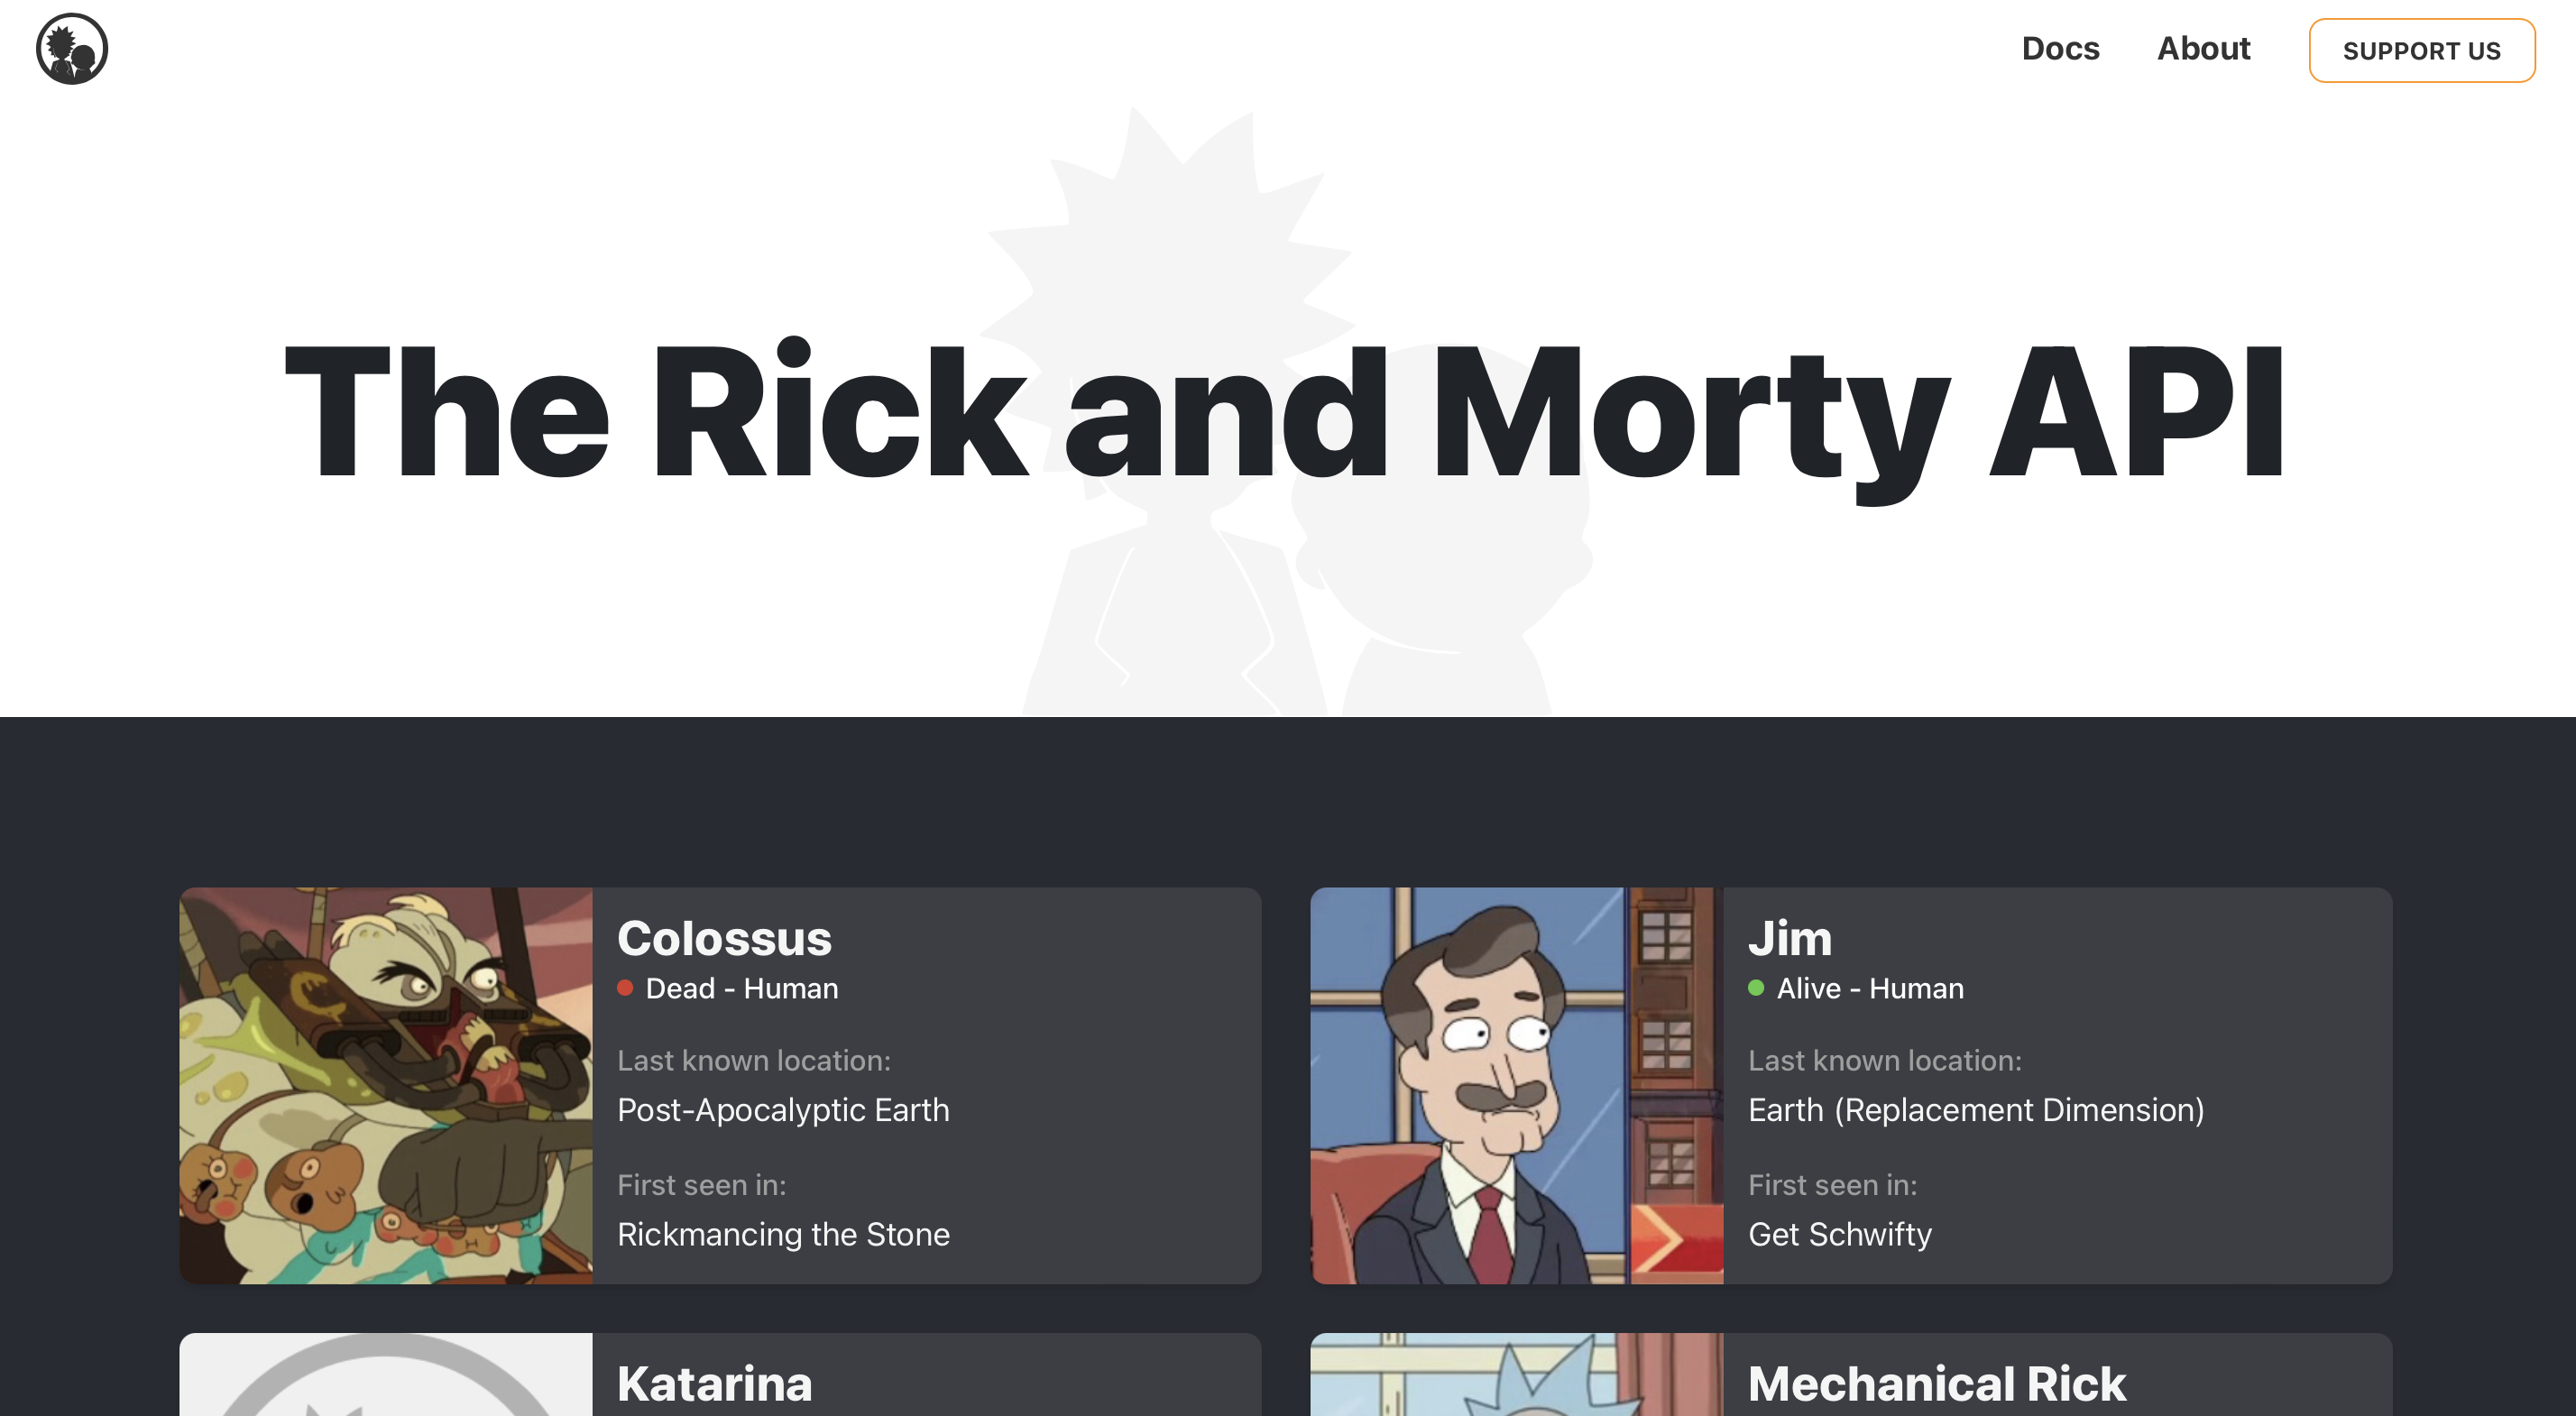 Docs
About
SUPPORT US
The Rick and Morty API
Colossus
Dead - Human
Last known location:
Post-Apocalyptic Earth
First seen in:
Rickmancing the Stone
Jim
Alive - Human
Last known location:
Earth (Replacement Dimension)
First seen in:
Get Schwifty
Katarina
Mechanical Rick